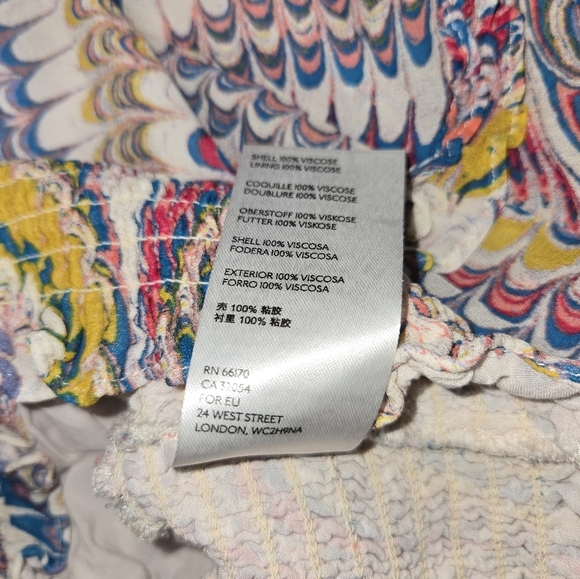 SHELL 100% VISCOSE
LINING 100% VISCOSE
COQUILLE 100% VISCOSE
DOUBLURE 100% VISCOSE
OBERSTOFF 100% VISKOSE
FUTTER 100% VISKOSE
SHELL 100% VISCOSA
FODERA 100% VISCOSA
EXTERIOR 100% VISCOSA
FORRO 100% VISCOSA
壳 100% 粘胶
衬里 100% 粘胶
RN 66170
CA 31054
FOR EU
24 WEST STREET
LONDON, WC2H9NA